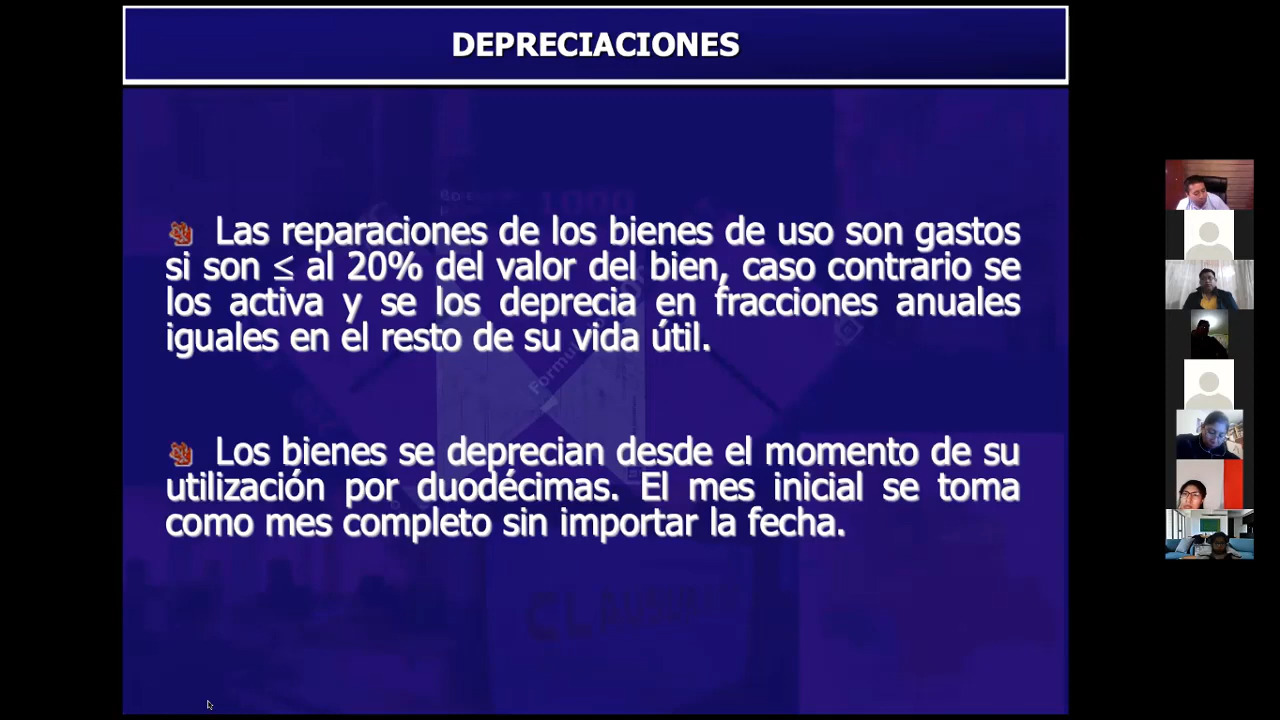 DEPRECIACIONES
Las reparaciones de los bienes de uso son gastos
si son ≤ al 20% del valor del bien, caso contrario se
los activa y se los deprecia en fracciones anuales
iguales en el resto de su vida útil.
Los bienes se deprecian desde el momento de su
utilización por duodécimas. El mes inicial se toma
como mes completo sin importar la fecha.